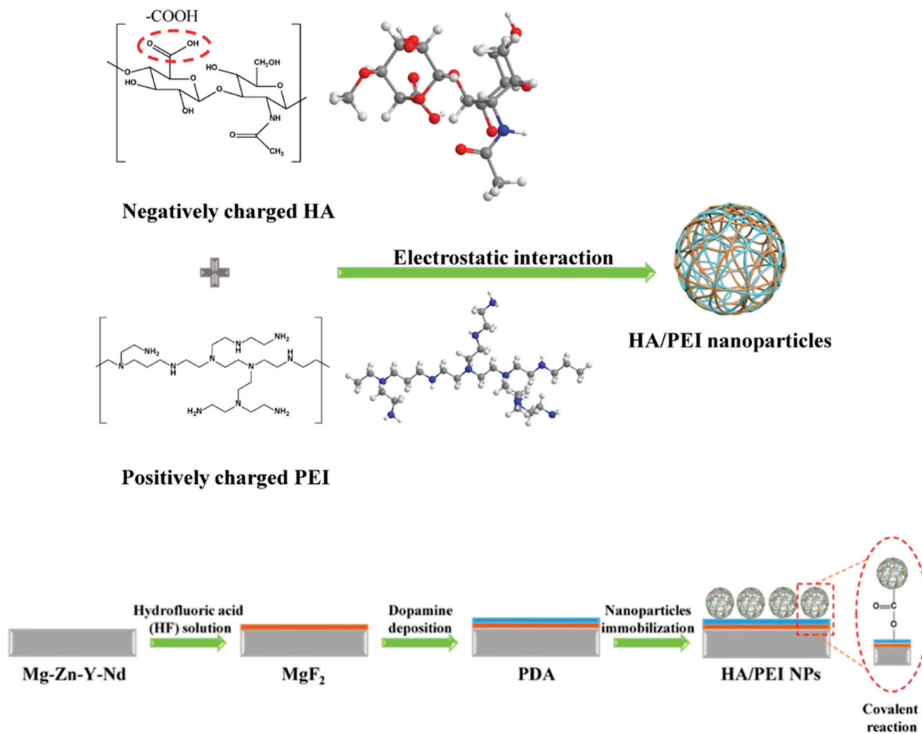 -COOH
O
OH
O
HO
O
OH
HO
CH₂OH
O
O
NH
O
CH₃
Negatively charged HA
Electrostatic interaction
HA/PEI nanoparticles
NH₂
N
N
H
N
H
N
NH₂
N
H
N
N
H₂N
NH₂
Positively charged PEI
Hydrofluoric acid
(HF) solution
Dopamine
deposition
Nanoparticles
immobilization
O=C
O
Mg-Zn-Y-Nd
MgF₂
PDA
HA/PEI NPs
Covalent
reaction